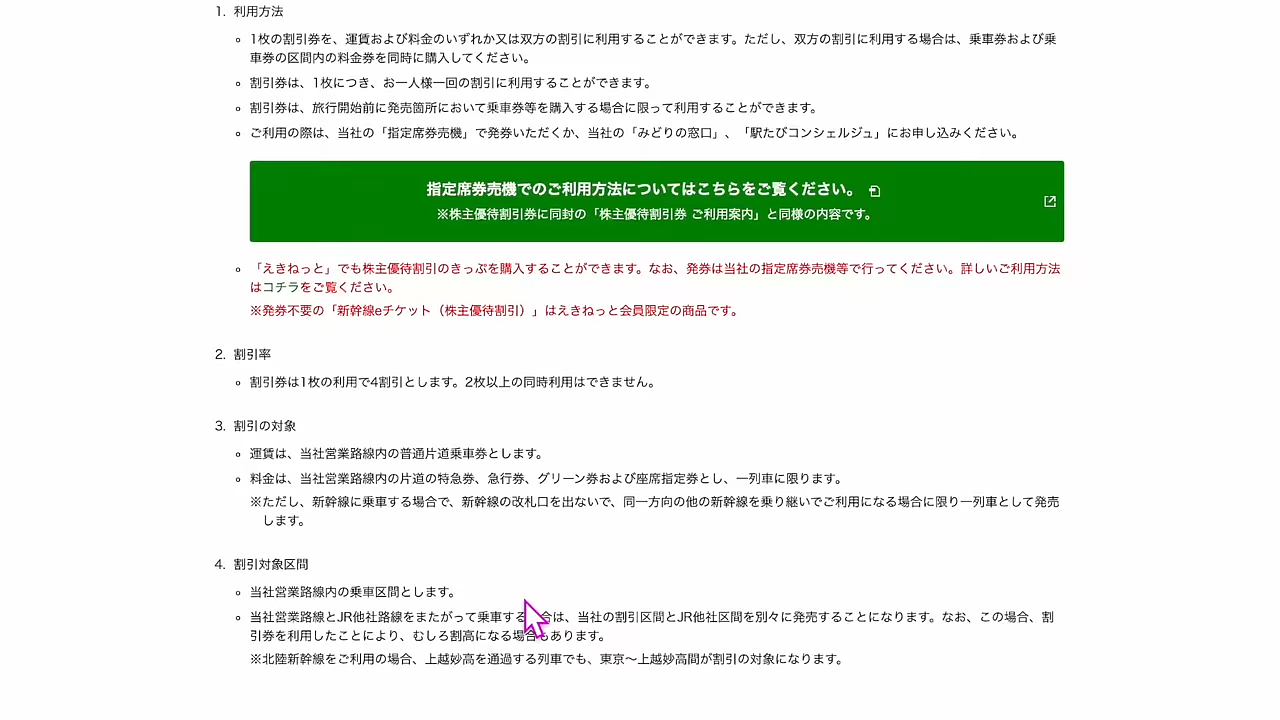 1. 利用方法
1枚の割引券を、運賃および料金のいずれか又は双方の割引に利用することができます。ただし、双方の割引に利用する場合は、乗車券および乗
車券の区間内の料金券を同時に購入してください。
割引券は、1枚につき、お一人様一回の割引に利用することができます。
割引券は、旅行開始前に発売箇所において乗車券等を購入する場合に限って利用することができます。
ご利用の際は、当社の「指定席券売機」で発券いただくか、当社の「みどりの窓口」、「駅たびコンシェルジュ」にお申し込みください。
指定席券売機でのご利用方法についてはこちらをご覧ください。
※株主優待割引券に同封の「株主優待割引券 ご利用案内」と同様の内容です。
「えきねっと」でも株主優待割引のきっぷを購入することができます。なお、発券は当社の指定席券売機等で行ってください。詳しいご利用方法
はコチラをご覧ください。
※発券不要の「新幹線eチケット（株主優待割引）」はえきねっと会員限定の商品です。
2. 割引率
割引券は1枚の利用で4割引とします。2枚以上の同時利用はできません。
3. 割引の対象
運賃は、当社営業路線内の普通片道乗車券とします。
料金は、当社営業路線内の片道の特急券、急行券、グリーン券および座席指定券とし、一列車に限ります。
※ただし、新幹線に乗車する場合で、新幹線の改札口を出ないで、同一方向の他の新幹線を乗り継いでご利用になる場合に限り一列車として発売
します。
4. 割引対象区間
当社営業路線内の乗車区間とします。
当社営業路線とJR他社路線をまたがって乗車す合は、当社の割引区間とJR他社区間を別々に発売することになります。なお、この場合、割
引券を利用したことにより、むしろ割高になる場合もあります。
※北陸新幹線をご利用の場合、上越妙高を通過する列車でも、東京〜上越妙高間が割引の対象になります。